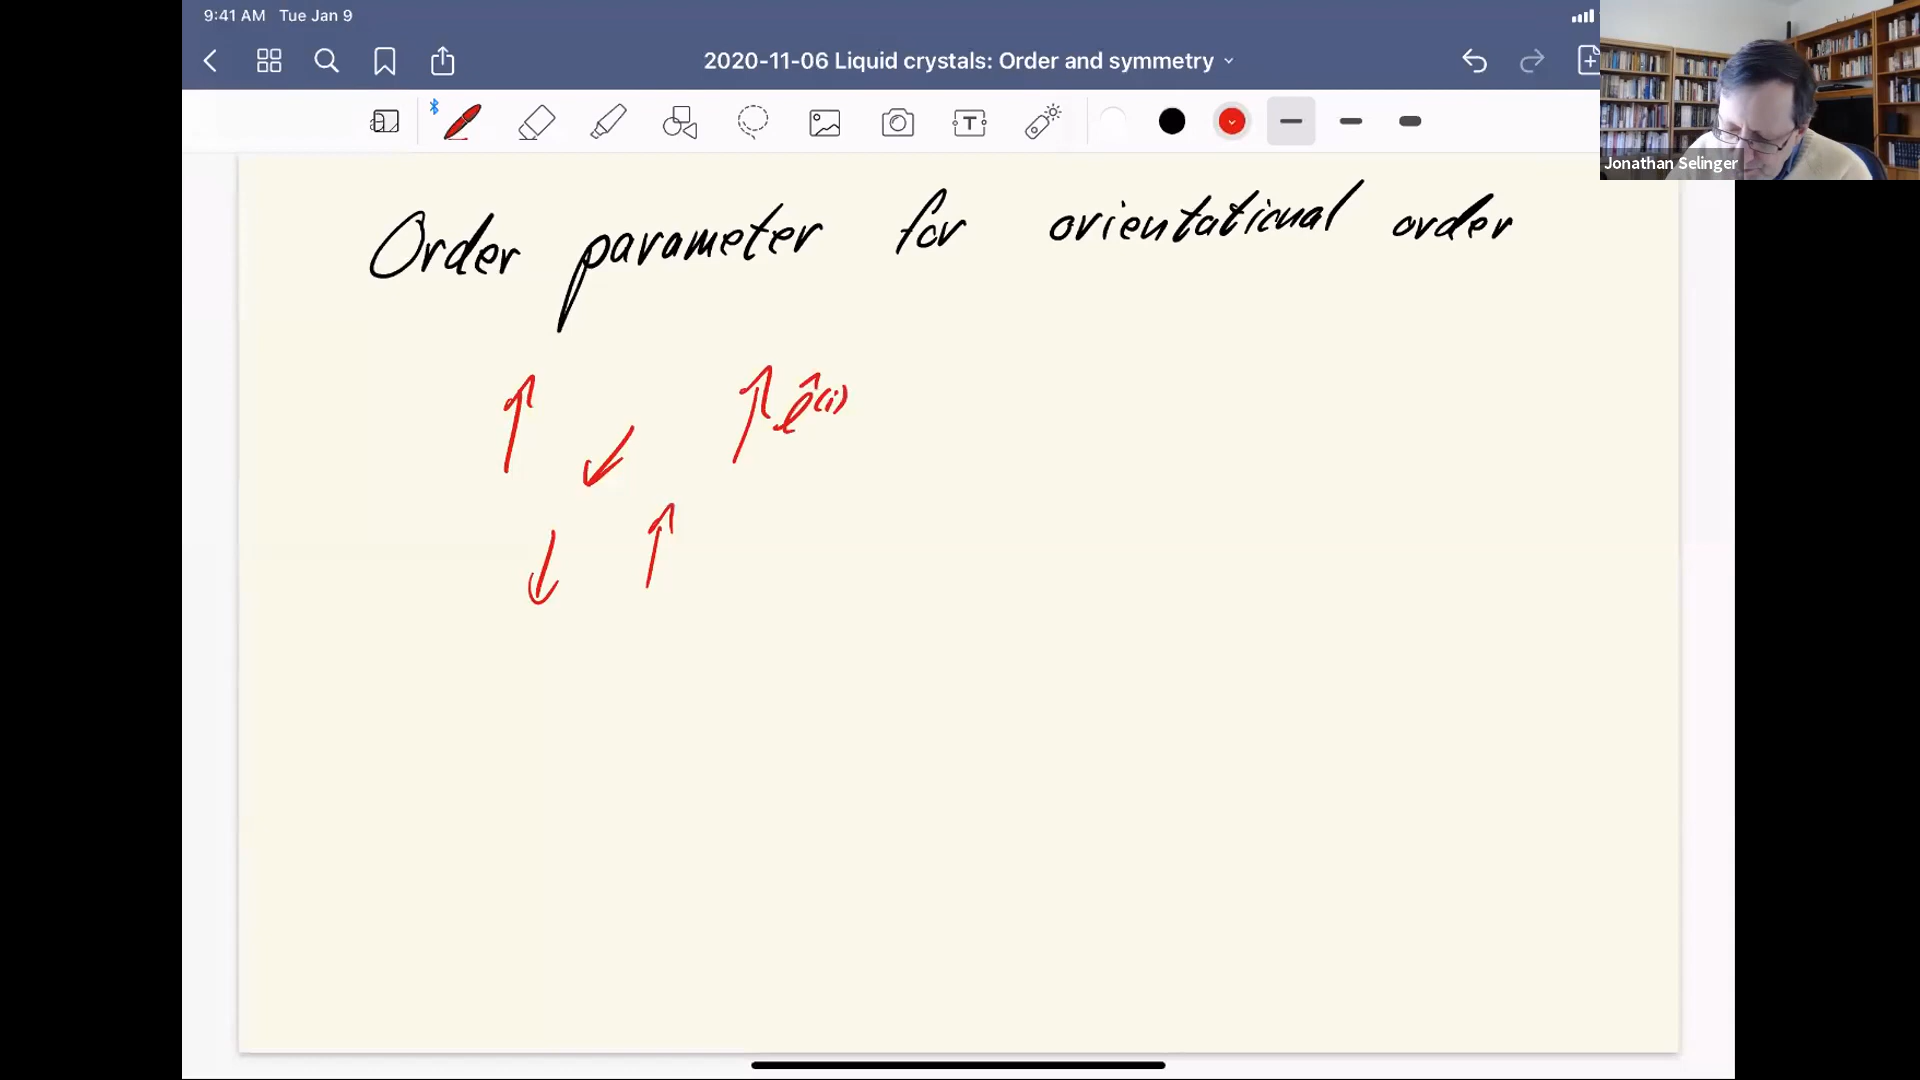 9:41 AM Tue Jan 9
2020-11-06 Liquid crystals: Order and symmetry
Jonathan Selinger
Order parameter for orientational order
ℓ̂(i)